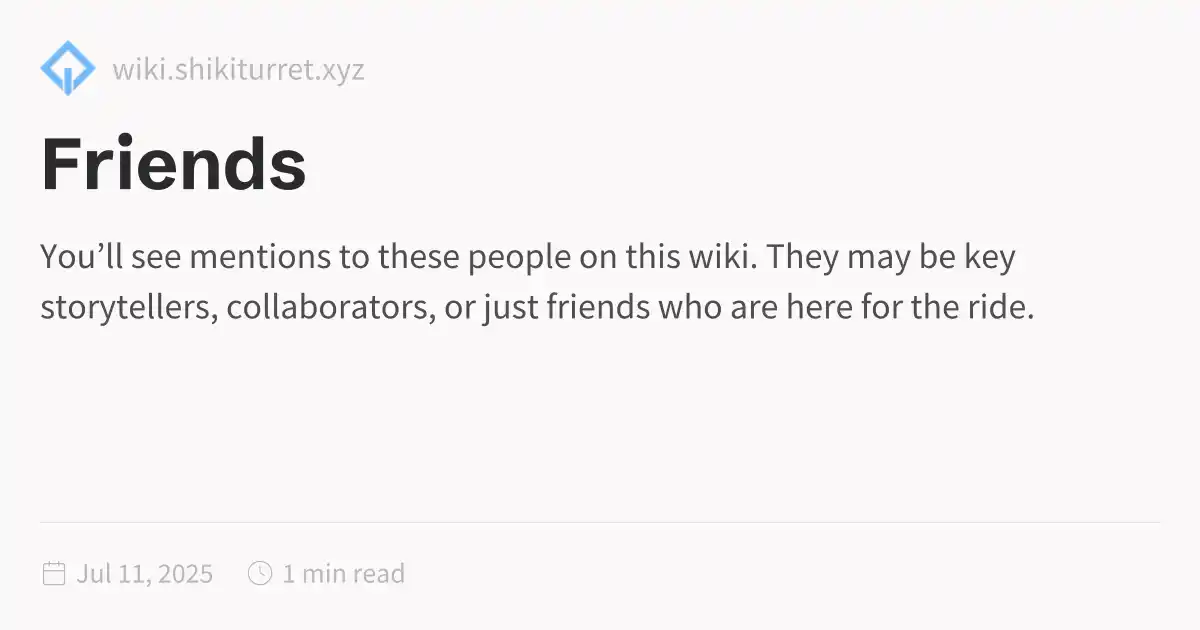 wiki.shikiturret.xyz
Friends
You’ll see mentions to these people on this wiki. They may be key
storytellers, collaborators, or just friends who are here for the ride.
Jul 11, 2025 1 min read